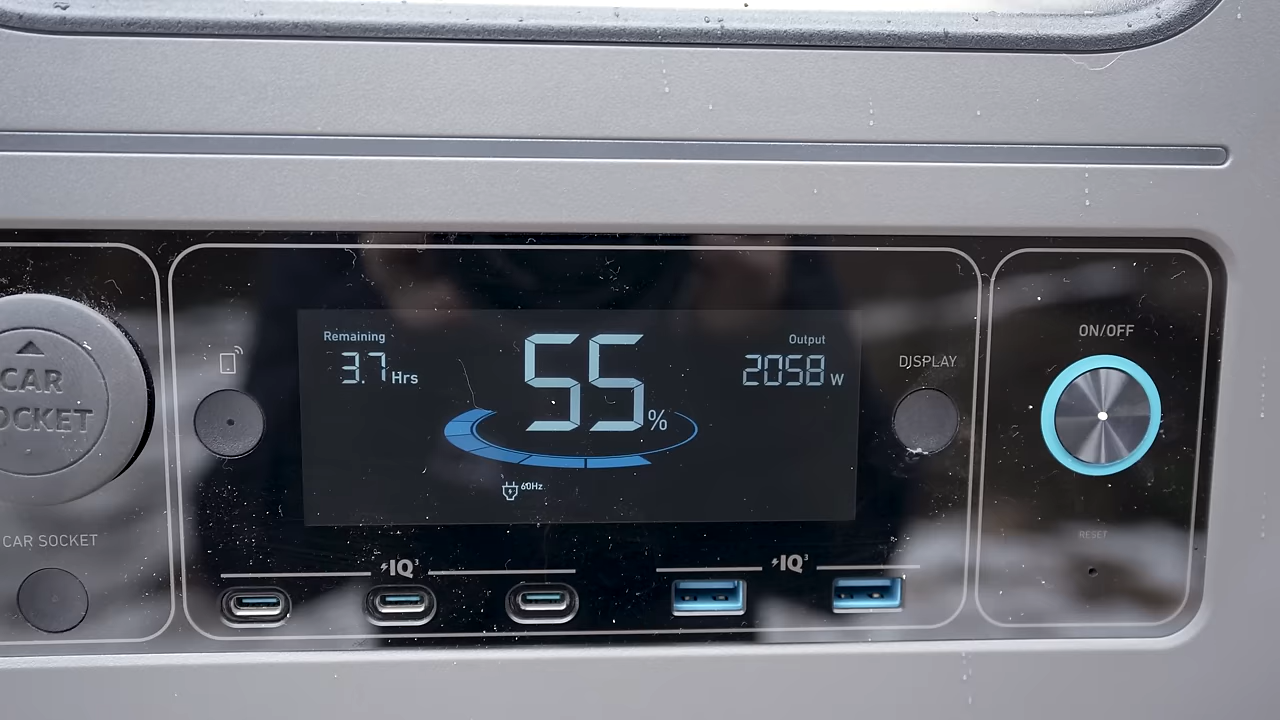 CAR
SOCKET
CAR SOCKET
Remaining
3.7 Hrs
55%
Output
2058 W
60Hz
DISPLAY
IQ³
IQ³
ON/OFF
RESET